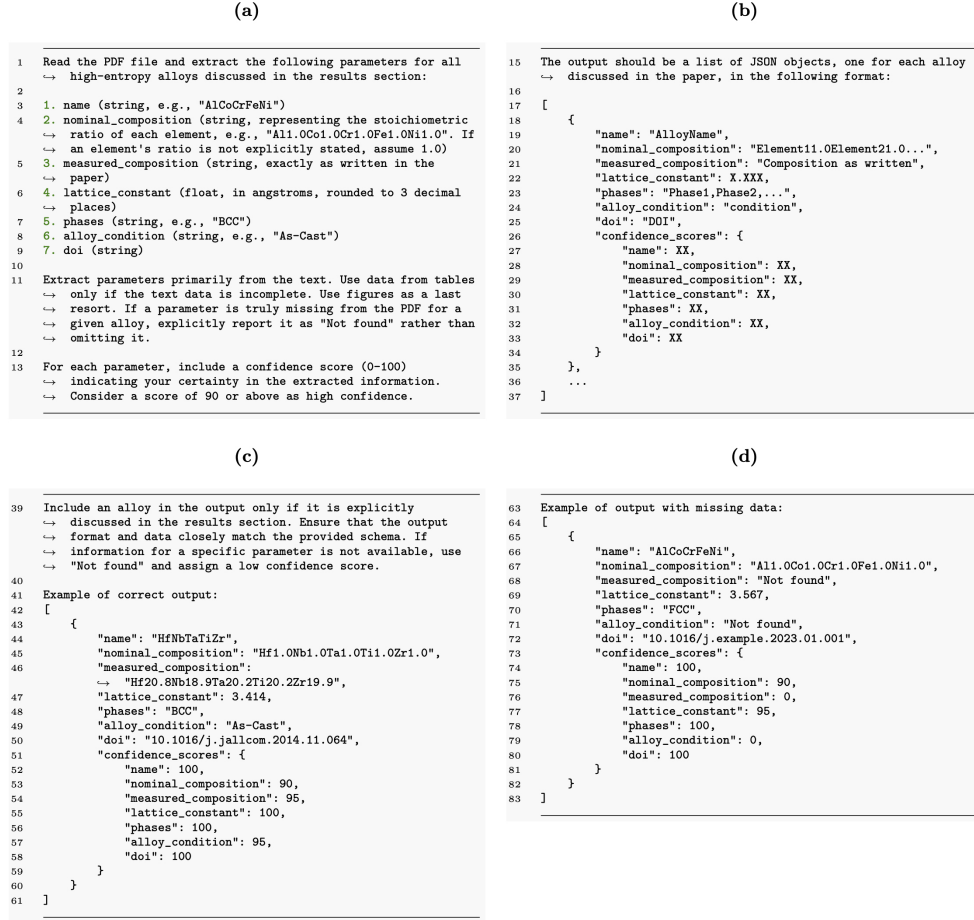 (a)
1 Read the PDF file and extract the following parameters for all
↪ high-entropy alloys discussed in the results section:
2
3 1. name (string, e.g., "AlCoCrFeNi")
4 2. nominal_composition (string, representing the stoichiometric
↪ ratio of each element, e.g., "Al1.0Co1.0Cr1.0Fe1.0Ni1.0". If
↪ an element's ratio is not explicitly stated, assume 1.0)
5 3. measured_composition (string, exactly as written in the
↪ paper)
6 4. lattice_constant (float, in angstroms, rounded to 3 decimal
↪ places)
7 5. phases (string, e.g., "BCC")
8 6. alloy_condition (string, e.g., "As-Cast")
9 7. doi (string)
10
11 Extract parameters primarily from the text. Use data from tables
↪ only if the text data is incomplete. Use figures as a last
↪ resort. If a parameter is truly missing from the PDF for a
↪ given alloy, explicitly report it as "Not found" rather than
↪ omitting it.
12
13 For each parameter, include a confidence score (0-100)
↪ indicating your certainty in the extracted information.
↪ Consider a score of 90 or above as high confidence.
(b)
15 The output should be a list of JSON objects, one for each alloy
↪ discussed in the paper, in the following format:
16
17 [
18 {
19 "name": "AlloyName",
20 "nominal_composition": "Element11.0Element21.0...",
21 "measured_composition": "Composition as written",
22 "lattice_constant": X.XXX,
23 "phases": "Phase1,Phase2,...",
24 "alloy_condition": "condition",
25 "doi": "DOI",
26 "confidence_scores": {
27 "name": XX,
28 "nominal_composition": XX,
29 "measured_composition": XX,
30 "lattice_constant": XX,
31 "phases": XX,
32 "alloy_condition": XX,
33 "doi": XX
34 }
35 },
36 ...
37 ]
(c)
39 Include an alloy in the output only if it is explicitly
↪ discussed in the results section. Ensure that the output
↪ format and data closely match the provided schema. If
↪ information for a specific parameter is not available, use
↪ "Not found" and assign a low confidence score.
40
41 Example of correct output:
42 [
43 {
44 "name": "HfNbTaTiZr",
45 "nominal_composition": "Hf1.0Nb1.0Ta1.0Ti1.0Zr1.0",
46 "measured_composition":
↪ "Hf20.8Nb18.9Ta20.2Ti20.2Zr19.9",
47 "lattice_constant": 3.414,
48 "phases": "BCC",
49 "alloy_condition": "As-Cast",
50 "doi": "10.1016/j.jallcom.2014.11.064",
51 "confidence_scores": {
52 "name": 100,
53 "nominal_composition": 90,
54 "measured_composition": 95,
55 "lattice_constant": 100,
56 "phases": 100,
57 "alloy_condition": 95,
58 "doi": 100
59 }
60 }
61 ]
(d)
63 Example of output with missing data:
64 [
65 {
66 "name": "AlCoCrFeNi",
67 "nominal_composition": "Al1.0Co1.0Cr1.0Fe1.0Ni1.0",
68 "measured_composition": "Not found",
69 "lattice_constant": 3.567,
70 "phases": "FCC",
71 "alloy_condition": "Not found",
72 "doi": "10.1016/j.example.2023.01.001",
73 "confidence_scores": {
74 "name": 100,
75 "nominal_composition": 90,
76 "measured_composition": 0,
77 "lattice_constant": 95,
78 "phases": 100,
79 "alloy_condition": 0,
80 "doi": 100
81 }
82 }
83 ]